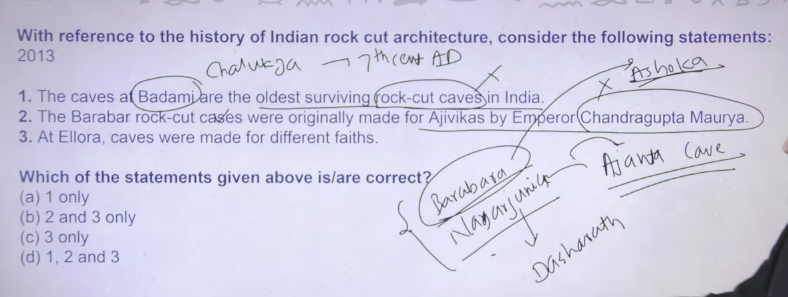 With reference to the history of Indian rock cut architecture, consider the following statements:
2013
Chalukya → 7th cent AD
Ashoka
1. The caves at Badami are the oldest surviving rock-cut caves in India.
2. The Barabar rock-cut cases were originally made for Ajivikas by Emperor Chandragupta Maurya.
3. At Ellora, caves were made for different faiths.
Ajanta Cave
Which of the statements given above is/are correct?
Barabara
(a) 1 only
Nagarjunica
(b) 2 and 3 only
(c) 3 only
Dasharath
(d) 1, 2 and 3